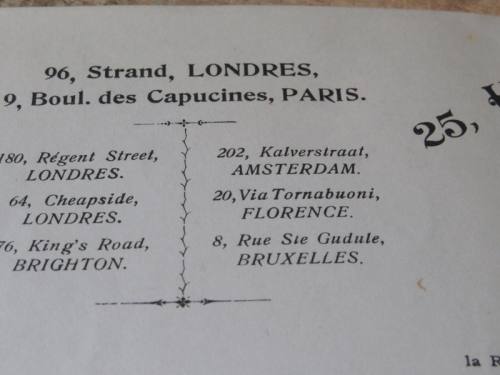 96, Strand, LONDRES,
9, Boul. des Capucines, PARIS.
180, Régent Street,
LONDRES.
64, Cheapside,
LONDRES.
76, King's Road,
BRIGHTON.
202, Kalverstraat,
AMSTERDAM.
20, Via Tornabuoni,
FLORENCE.
8, Rue Ste Gudule,
BRUXELLES.
25,
la